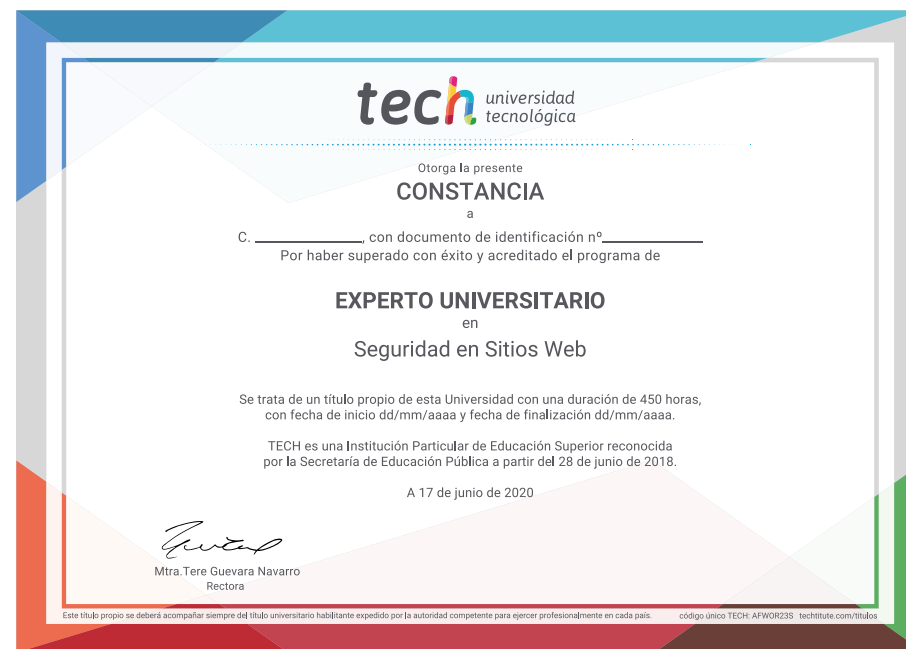 tech universidad
tecnológica
Otorga la presente
CONSTANCIA
a
C. ____________, con documento de identificación nº____________
Por haber superado con éxito y acreditado el programa de
EXPERTO UNIVERSITARIO
en
Seguridad en Sitios Web
Se trata de un título propio de esta Universidad con una duración de 450 horas,
con fecha de inicio dd/mm/aaaa y fecha de finalización dd/mm/aaaa.
TECH es una Institución Particular de Educación Superior reconocida
por la Secretaría de Educación Pública a partir del 28 de junio de 2018.
A 17 de junio de 2020
Mtra.Tere Guevara Navarro
Rectora
Este título propio se deberá acompañar siempre del título universitario habilitante expedido por la autoridad competente para ejercer profesionalmente en cada país. código único TECH: AFWOR23S techtitute.com/titulos